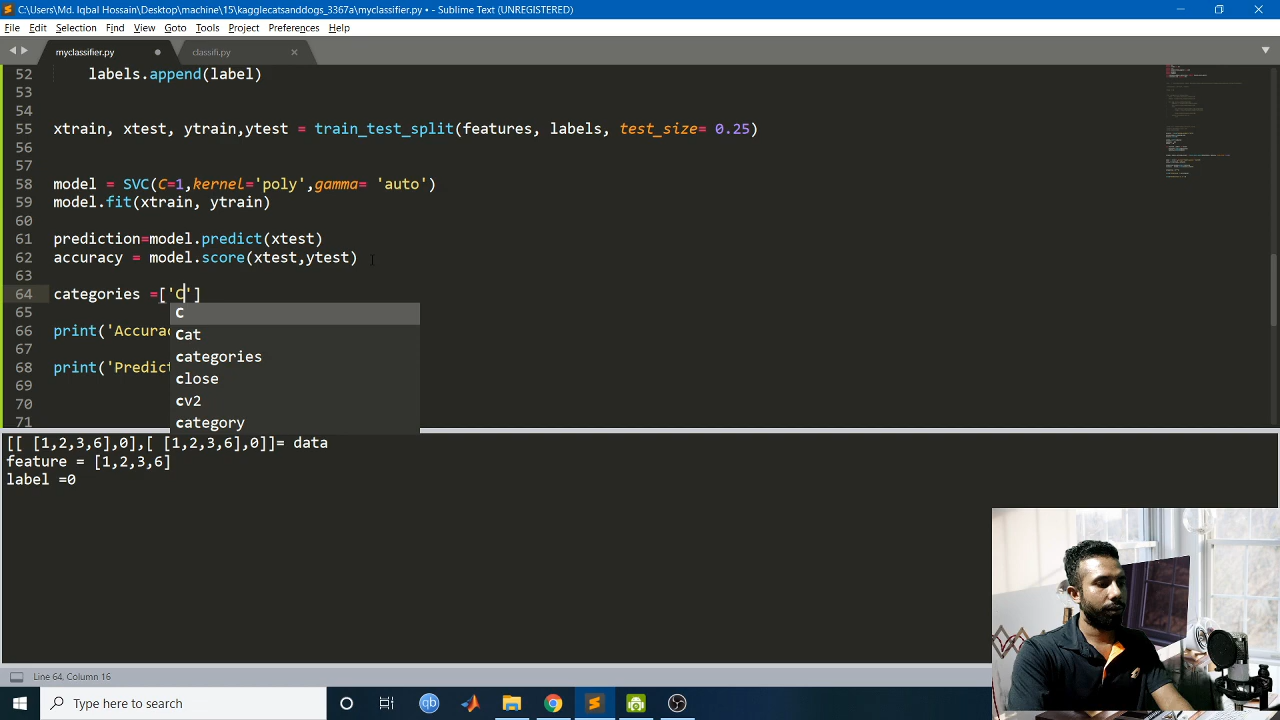 C:\Users\Md. Iqbal Hossain\Desktop\machine\15\kagglecatsanddogs_3367a\myclassifier.py • - Sublime Text (UNREGISTERED)
File Edit Selection Find View Goto Tools Project Preferences Help
myclassifier.py classifi.py
52 labels.append(label)
53
54
55 xtrain, xtest, ytrain,ytest = train_test_split(features, labels, test_size= 0.25)
56
57
58 model = SVC(C=1,kernel='poly',gamma= 'auto')
59 model.fit(xtrain, ytrain)
60
61 prediction=model.predict(xtest)
62 accuracy = model.score(xtest,ytest)
63
64 categories =['C']
65 C
Cat
66 print('Accurac
67 categories
68 print('Predict
close
69
70 cv2
71 category
[[ [1,2,3,6],0],[ [1,2,3,6],0]]= data
feature = [1,2,3,6]
label =0
Line 64, Column 16
Type here to search